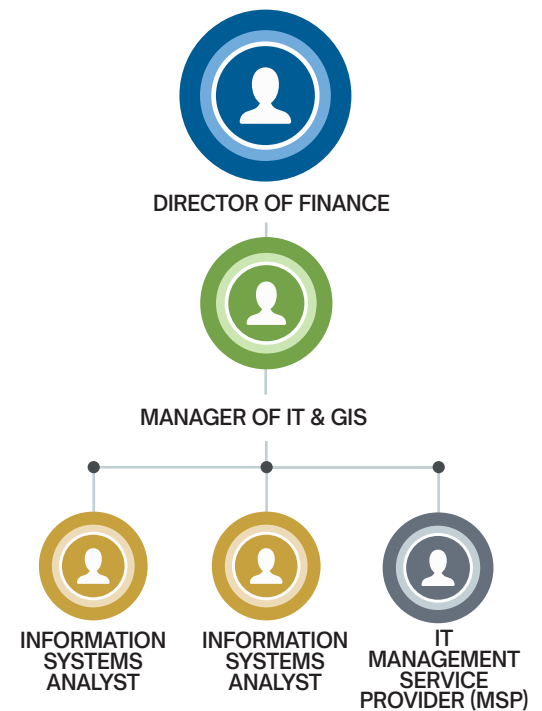 DIRECTOR OF FINANCE
MANAGER OF IT & GIS
INFORMATION
SYSTEMS
ANALYST
INFORMATION
SYSTEMS
ANALYST
IT
MANAGEMENT
SERVICE
PROVIDER (MSP)